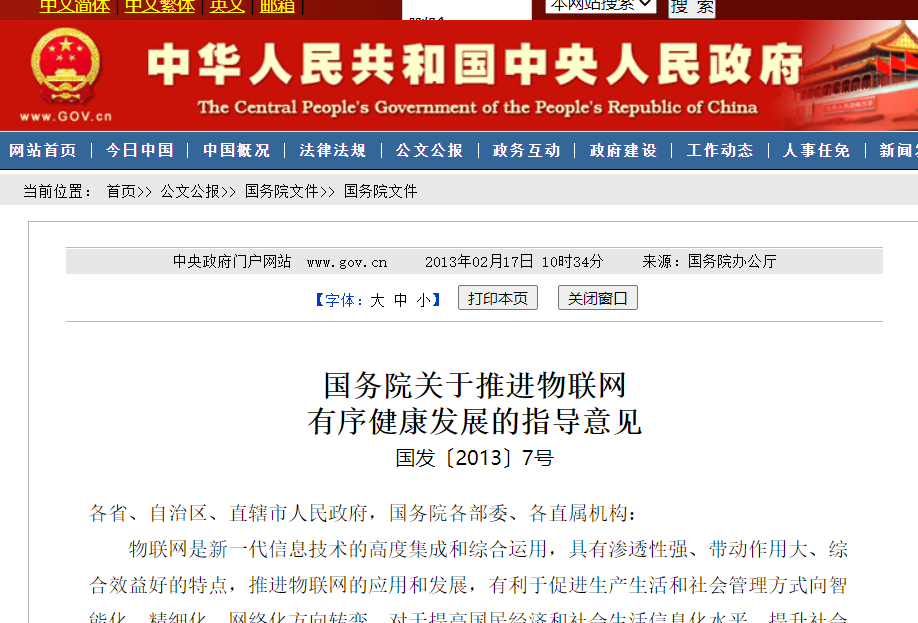 中文简体 | 中文繁体 | 英文 | 邮箱 |
本网站搜索 搜 索
中华人民共和国中央人民政府
www.GOV.cn
The Central People's Government of the People's Republic of China
网站首页 | 今日中国 | 中国概况 | 法律法规 | 公文公报 | 政务互动 | 政府建设 | 工作动态 | 人事任免 | 新闻
当前位置： 首页>> 公文公报>> 国务院文件>> 国务院文件
中央政府门户网站 www.gov.cn 2013年02月17日 10时34分 来源：国务院办公厅
【字体：大 中 小】 打印本页 关闭窗口
国务院关于推进物联网
有序健康发展的指导意见
国发〔2013〕7号
各省、自治区、直辖市人民政府，国务院各部委、各直属机构：
物联网是新一代信息技术的高度集成和综合运用，具有渗透性强、带动作用大、综
合效益好的特点，推进物联网的应用和发展，有利于促进生产生活和社会管理方式向智
能化、精细化、网络化方向转变，对于提高国民经济和社会生活信息化水平，提升社会